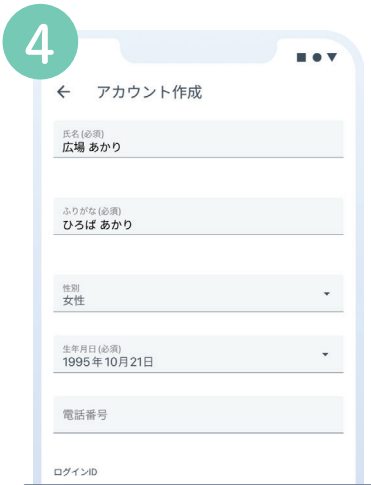 4
← アカウント作成
氏名 (必須)
広場 あかり
ふりがな (必須)
ひろば あかり
性別
女性
生年月日 (必須)
1995年10月21日
電話番号
ログインID